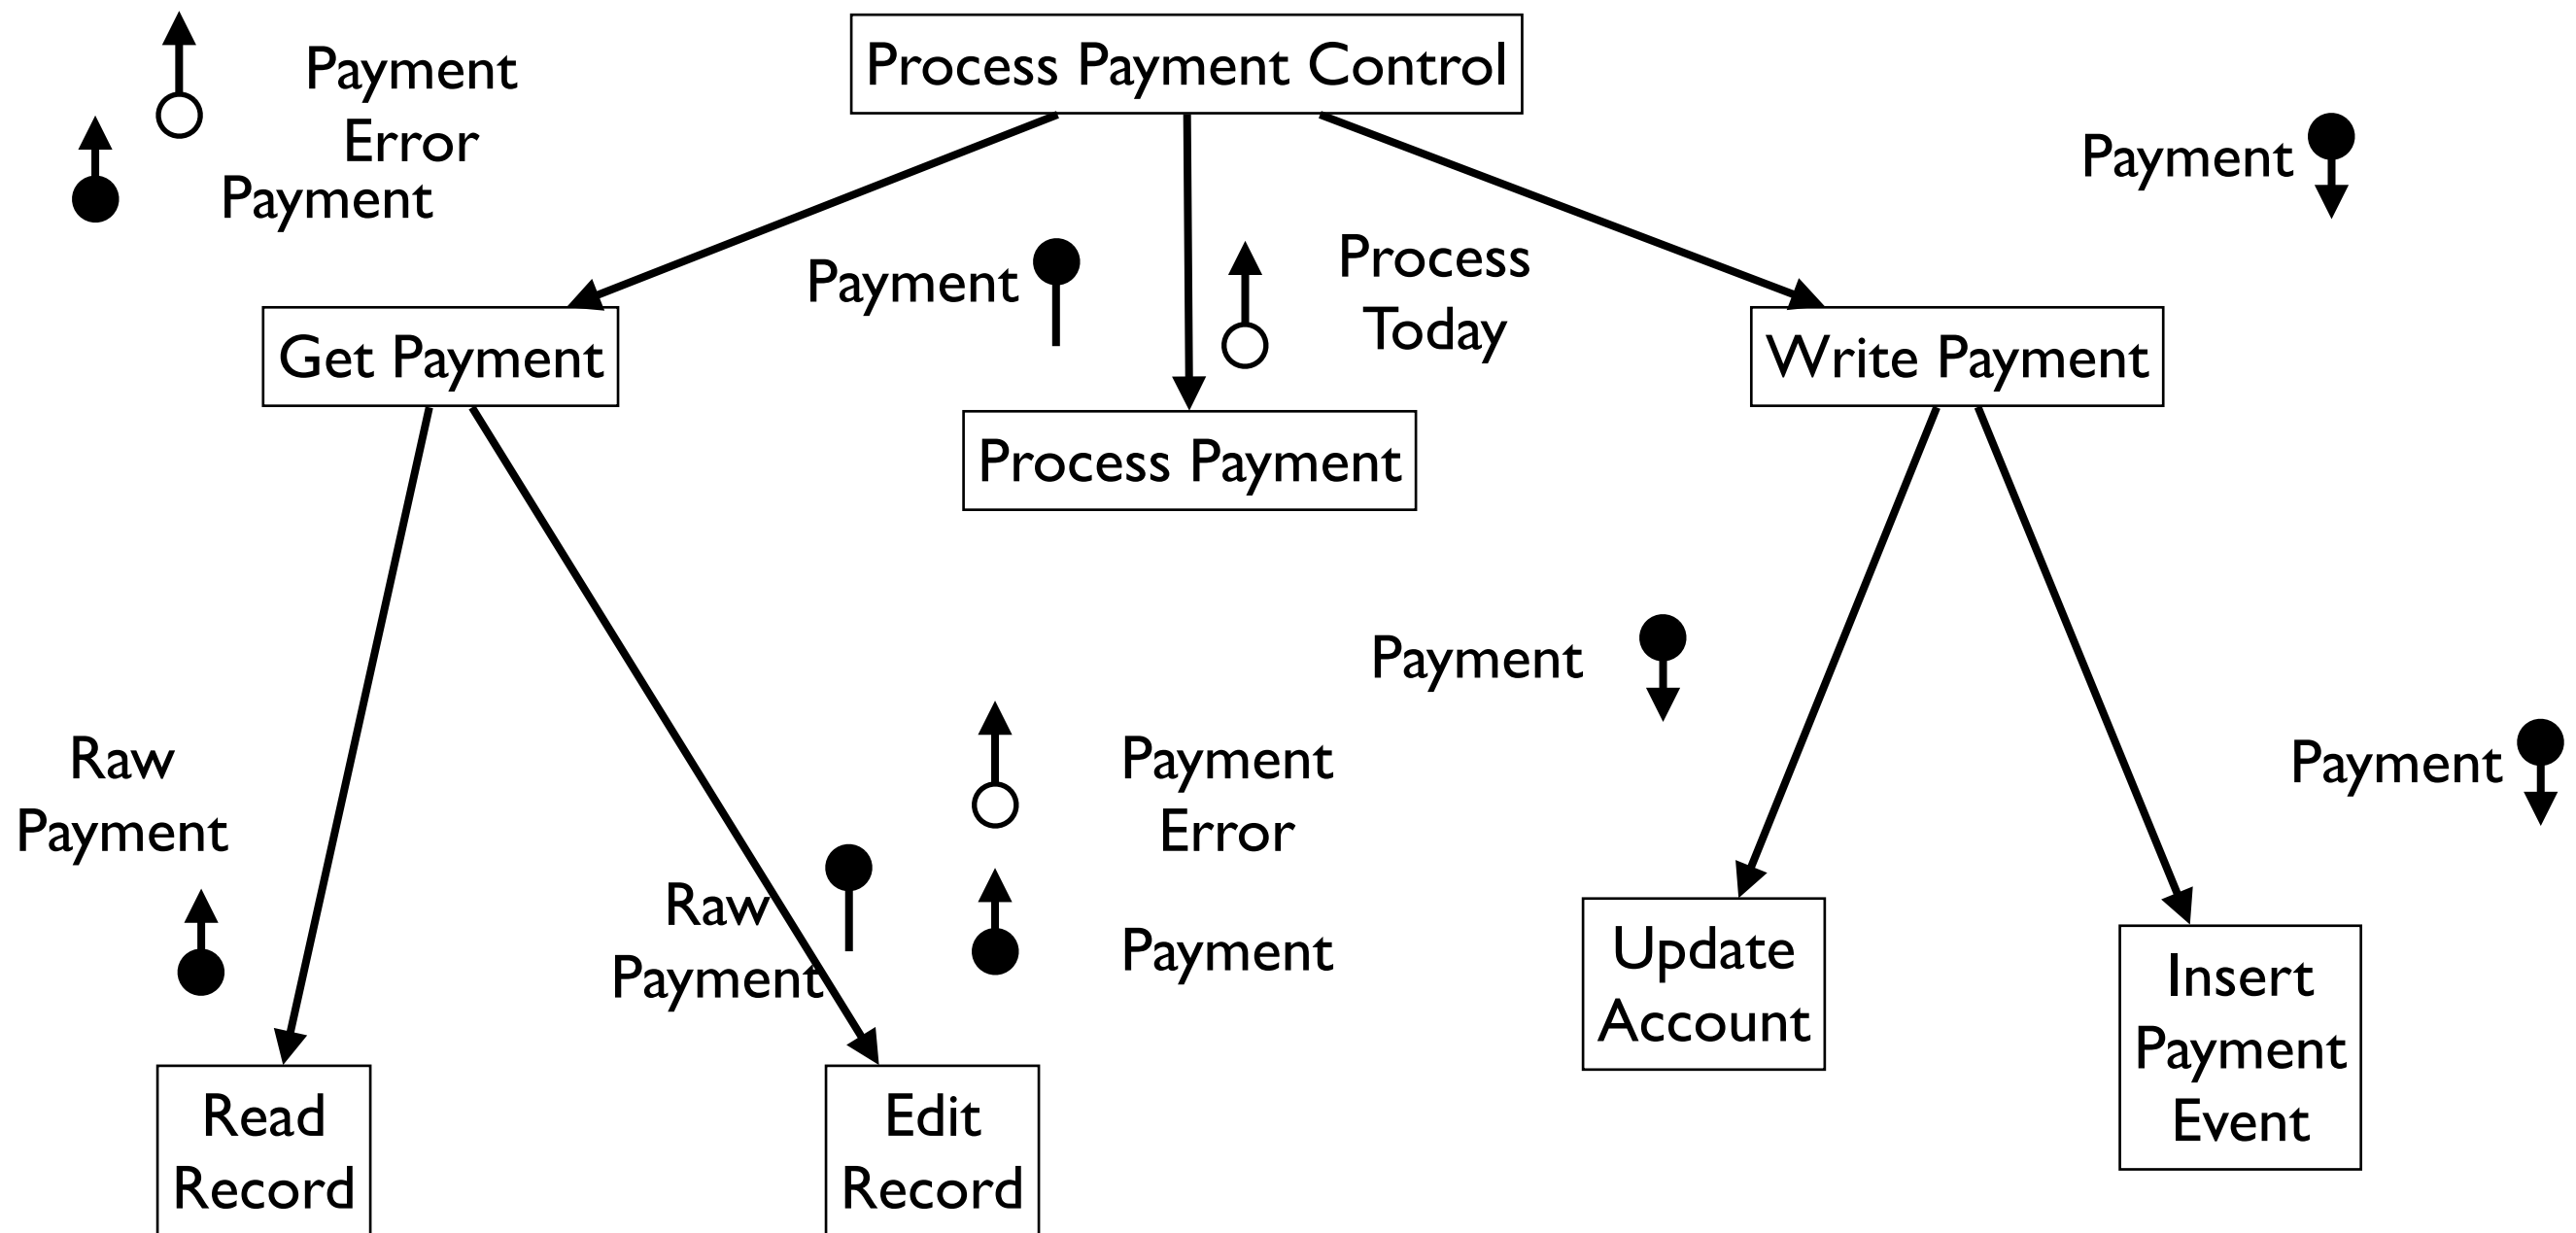 Process Payment Control
Payment
Error
Payment
Payment
Payment
Process
Today
Get Payment
Write Payment
Process Payment
Payment
Raw
Payment
Payment
Error
Payment
Raw
Payment
Payment
Update
Account
Insert
Payment
Event
Read
Record
Edit
Record